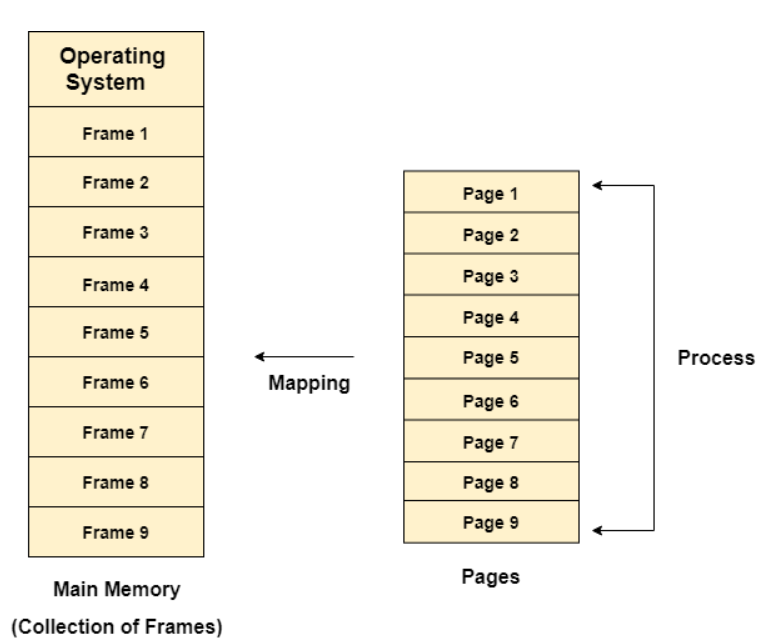 Operating
System
Frame 1
Frame 2
Frame 3
Frame 4
Frame 5
Frame 6
Frame 7
Frame 8
Frame 9
Main Memory
(Collection of Frames)
Mapping
Page 1
Page 2
Page 3
Page 4
Page 5
Page 6
Page 7
Page 8
Page 9
Pages
Process